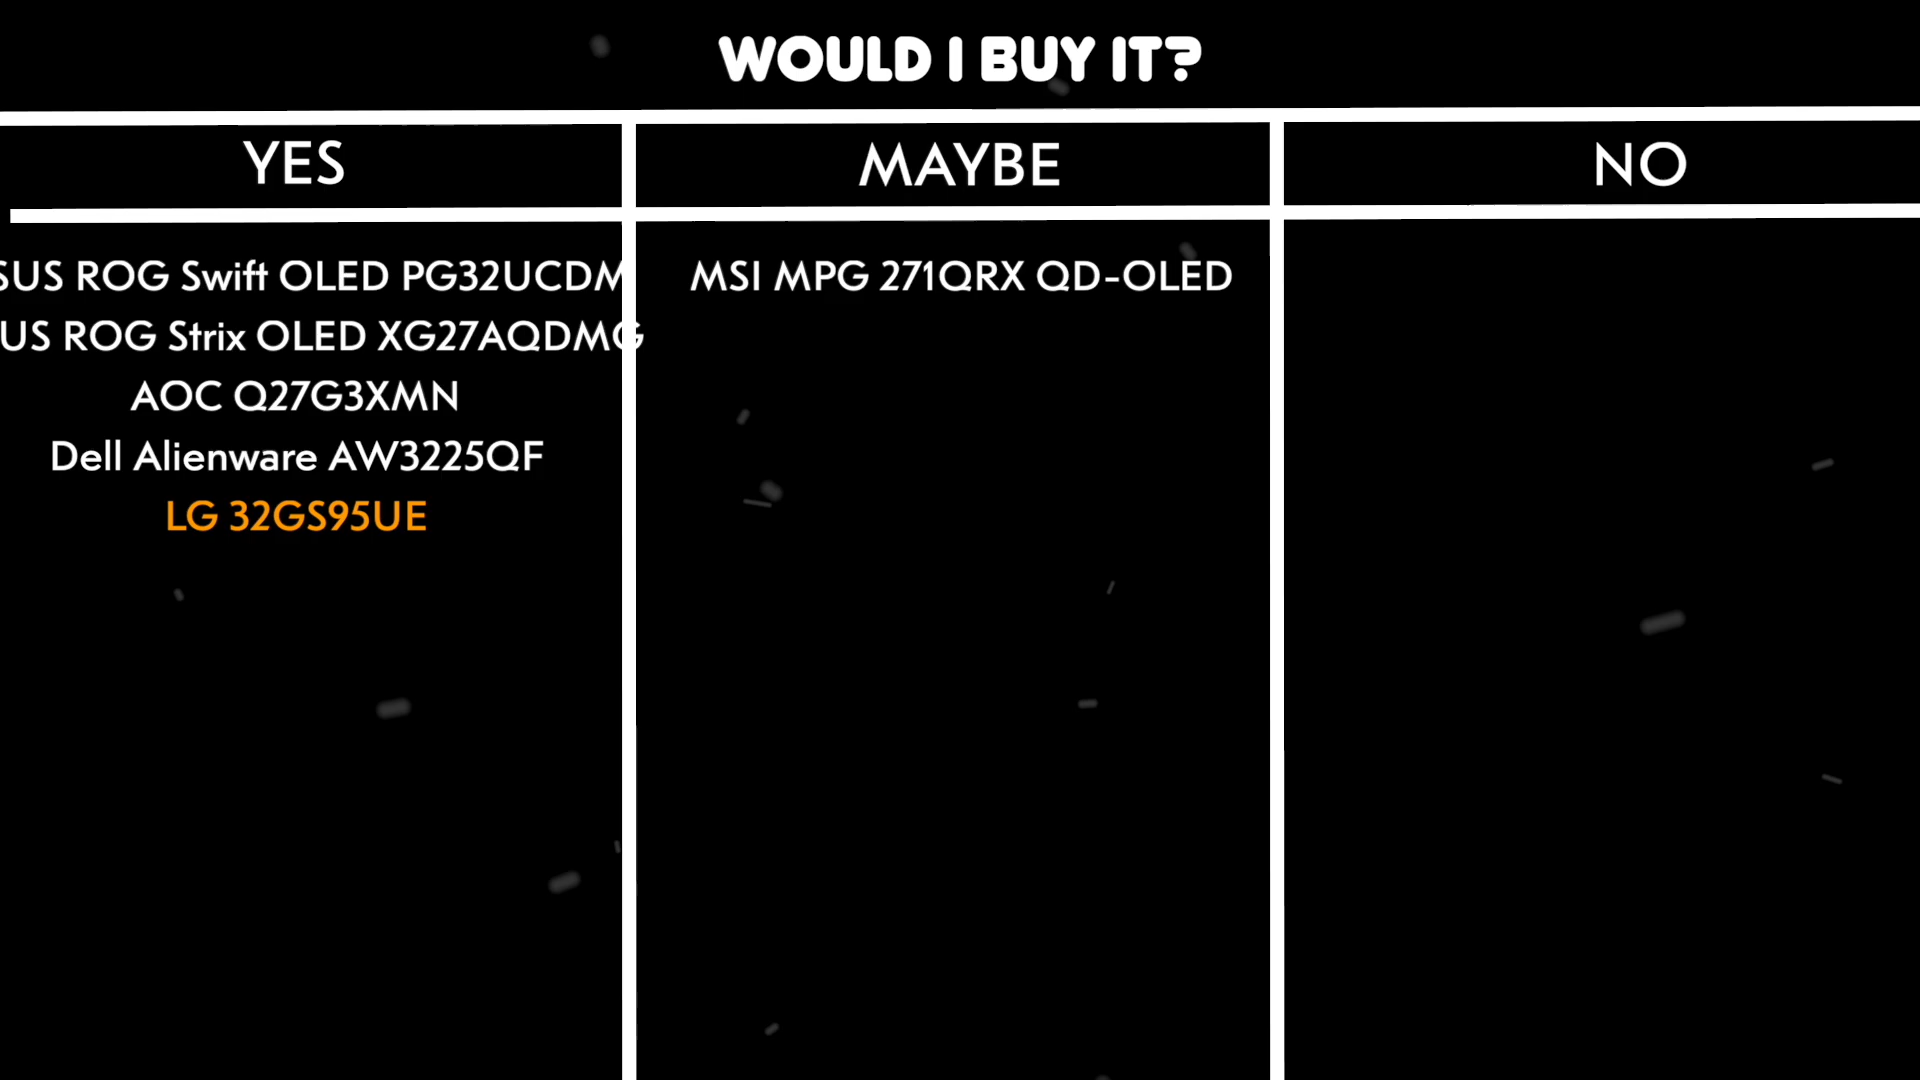 WOULD I BUY IT?
YES
MAYBE
NO
SUS ROG Swift OLED PG32UCDM
US ROG Strix OLED XG27AQDMG
AOC Q27G3XMN
Dell Alienware AW3225QF
LG 32GS95UE
MSI MPG 271QRX QD-OLED